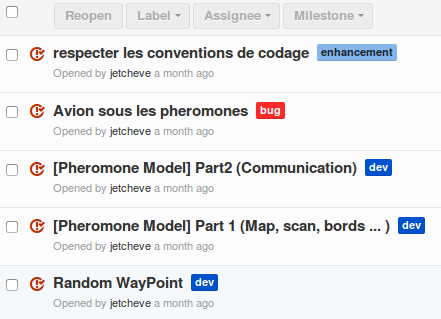 Reopen Label Assignee Milestone
respecter les conventions de codage enhancement
Opened by jetcheve a month ago
Avion sous les pheromones bug
Opened by jetcheve a month ago
[Pheromone Model] Part2 (Communication) dev
Opened by jetcheve a month ago
[Pheromone Model] Part 1 (Map, scan, bords ... ) dev
Opened by jetcheve a month ago
Random WayPoint dev
Opened by jetcheve a month ago